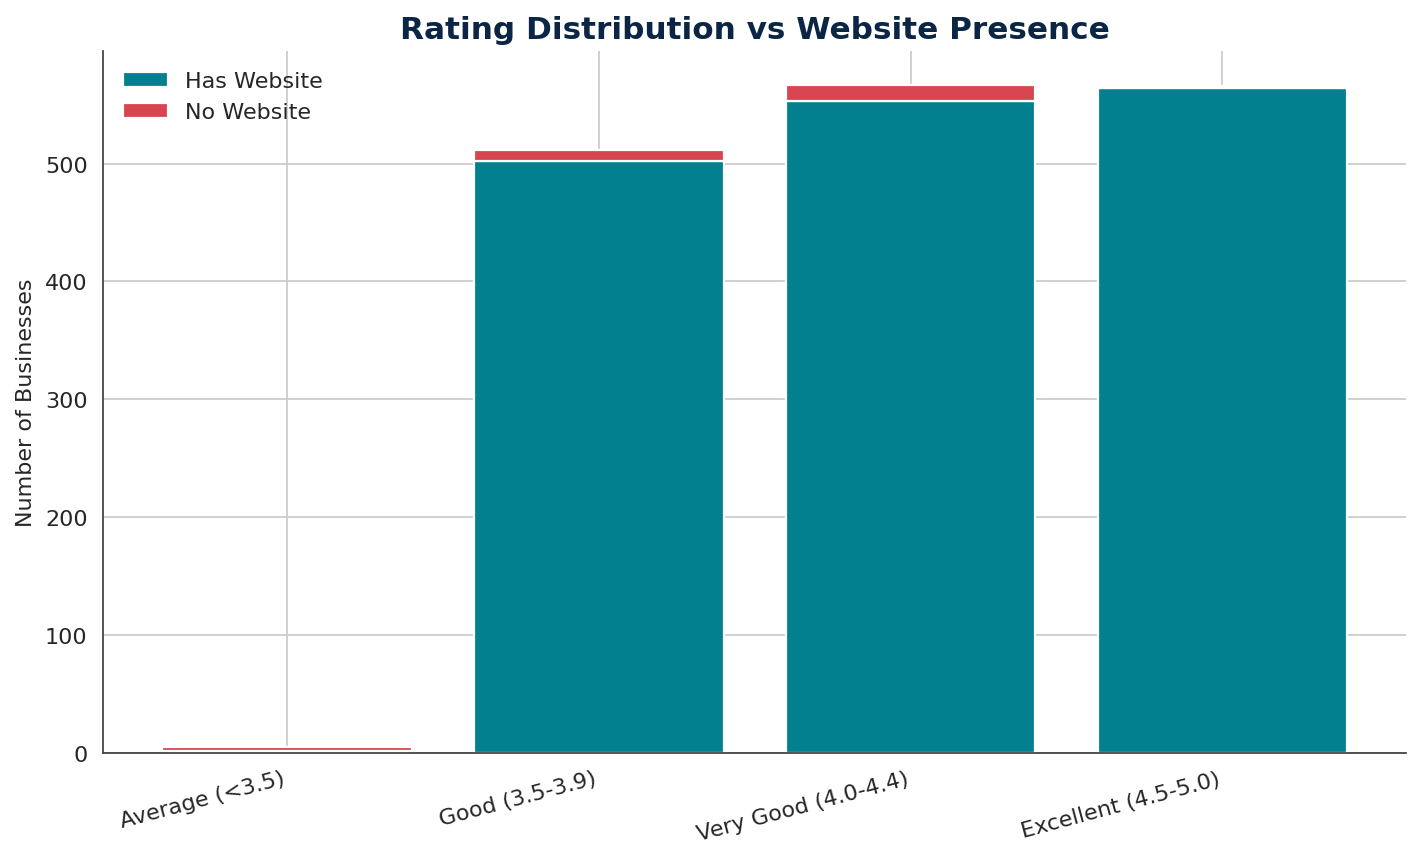 Rating Distribution vs Website Presence
Has Website
No Website
Number of Businesses
500
400
300
200
100
0
Average (<3.5)
Good (3.5-3.9)
Very Good (4.0-4.4)
Excellent (4.5-5.0)